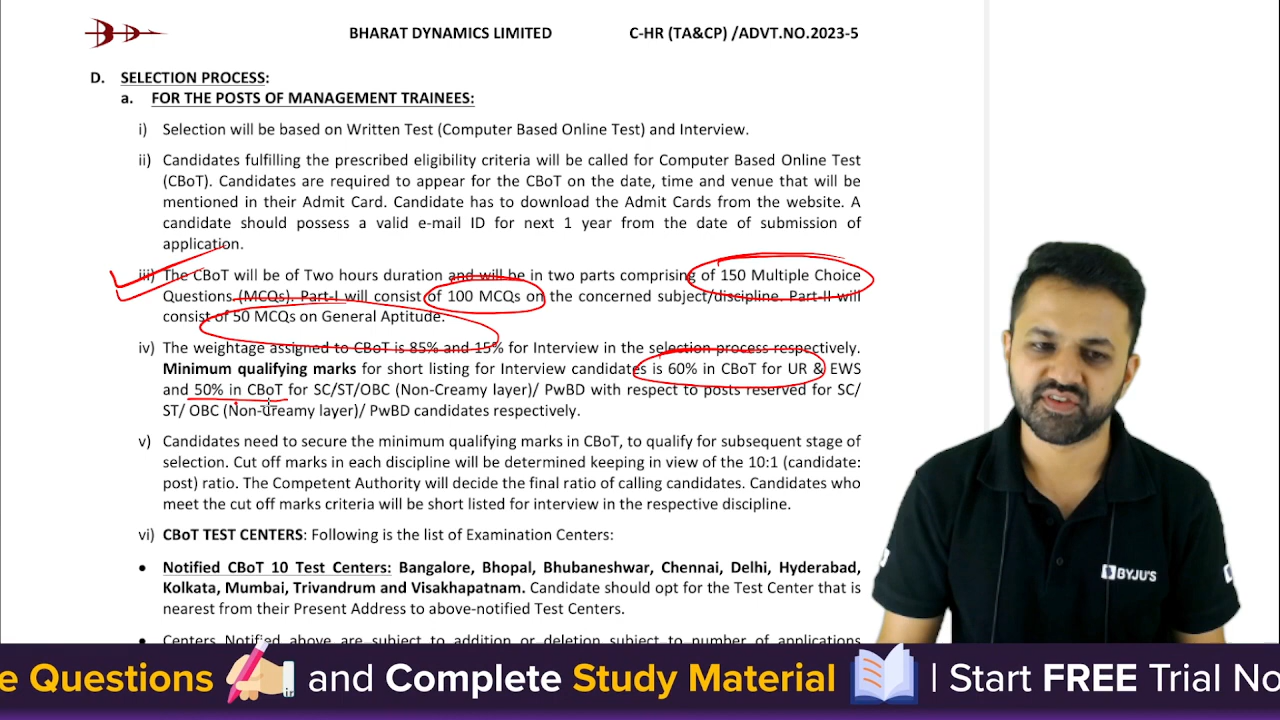 BHARAT DYNAMICS LIMITED C-HR (TA&CP) /ADVT.NO.2023-5
D. SELECTION PROCESS:
a. FOR THE POSTS OF MANAGEMENT TRAINEES:
i) Selection will be based on Written Test (Computer Based Online Test) and Interview.
ii) Candidates fulfilling the prescribed eligibility criteria will be called for Computer Based Online Test
(CBoT). Candidates are required to appear for the CBoT on the date, time and venue that will be
mentioned in their Admit Card. Candidate has to download the Admit Cards from the website. A
candidate should possess a valid e-mail ID for next 1 year from the date of submission of
application.
iii) The CBoT will be of Two hours duration and will be in two parts comprising of 150 Multiple Choice
Questions (MCQs). Part-I will consist of 100 MCQs on the concerned subject/discipline. Part-II will
consist of 50 MCQs on General Aptitude.
iv) The weightage assigned to CBoT is 85% and 15% for Interview in the selection process respectively.
Minimum qualifying marks for short listing for Interview candidates is 60% in CBoT for UR & EWS
and 50% in CBoT for SC/ST/OBC (Non-Creamy layer)/ PwBD with respect to posts reserved for SC/
ST/ OBC (Non-Creamy layer)/ PwBD candidates respectively.
v) Candidates need to secure the minimum qualifying marks in CBoT, to qualify for subsequent stage of
selection. Cut off marks in each discipline will be determined keeping in view of the 10:1 (candidate:
post) ratio. The Competent Authority will decide the final ratio of calling candidates. Candidates who
meet the cut off marks criteria will be short listed for interview in the respective discipline.
vi) CBoT TEST CENTERS: Following is the list of Examination Centers:
• Notified CBoT 10 Test Centers: Bangalore, Bhopal, Bhubaneshwar, Chennai, Delhi, Hyderabad,
Kolkata, Mumbai, Trivandrum and Visakhapatnam. Candidate should opt for the Test Center that is
nearest from their Present Address to above-notified Test Centers.
• Centers Notified above are subject to addition or deletion subject to number of applications
BYJU'S
e Questions and Complete Study Material | Start FREE Trial No